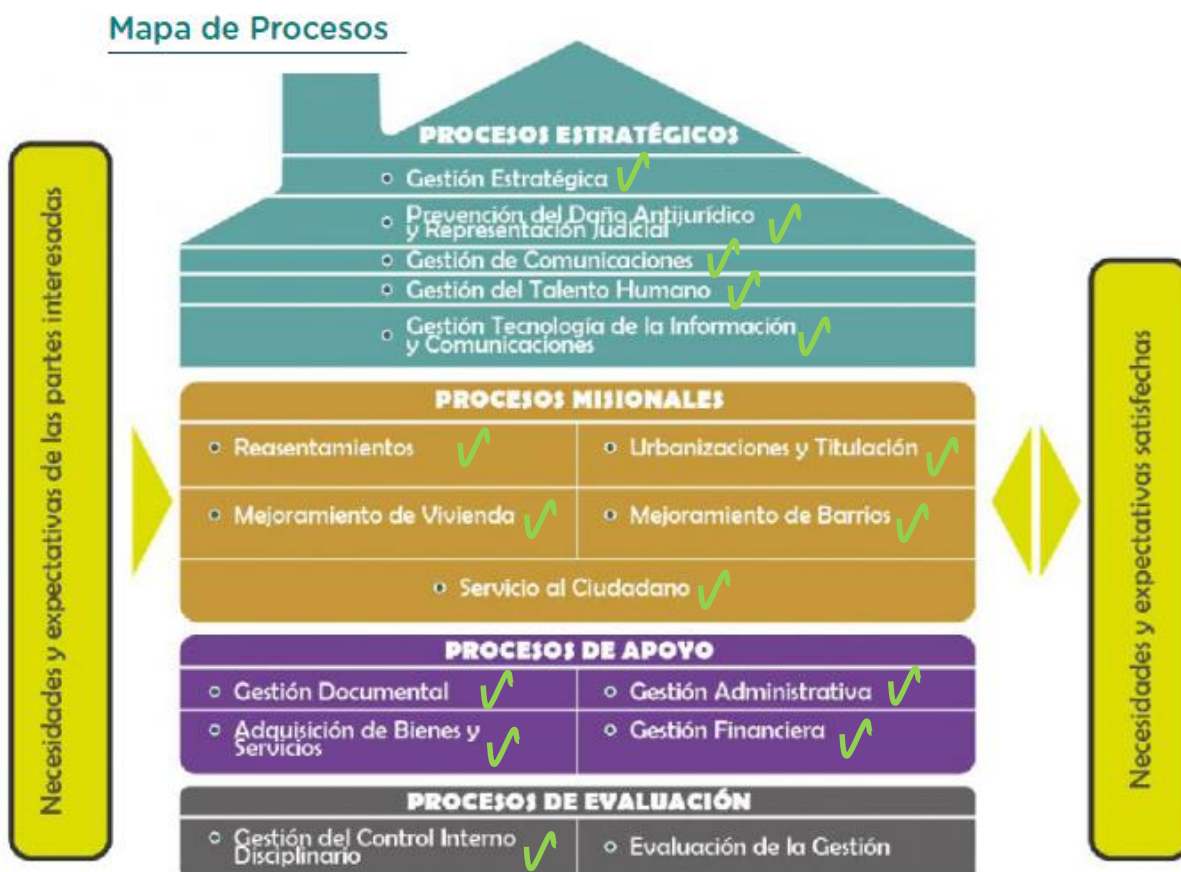 Mapa de Procesos
Necesidades y expectativas de las partes interesadas
PROCESOS ESTRATÉGICOS
Gestión Estratégica
Prevención del Daño Antijurídico
y Representación Judicial
Gestión de Comunicaciones
Gestión del Talento Humano
Gestión Tecnología de la Información
y Comunicaciones
PROCESOS MISIONALES
Reasentamientos
Urbanizaciones y Titulación
Mejoramiento de Vivienda
Mejoramiento de Barrios
Servicio al Ciudadano
PROCESOS DE APOYO
Gestión Documental
Gestión Administrativa
Adquisición de Bienes y
Servicios
Gestión Financiera
PROCESOS DE EVALUACIÓN
Gestión del Control Interno
Disciplinario
Evaluación de la Gestión
Necesidades y expectativas satisfechas